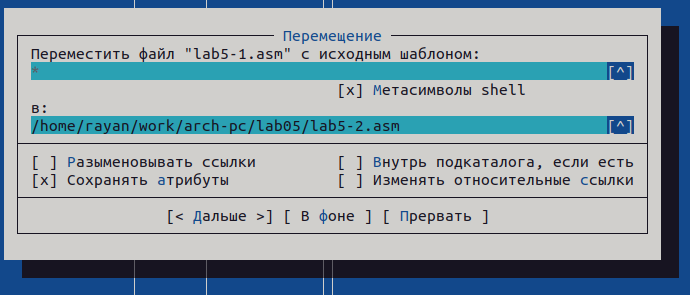 Перемещение
Переместить файл "lab5-1.asm" с исходным шаблоном:
* [^]
[x] Метасимволы shell
в:
/home/rayan/work/arch-pc/lab05/lab5-2.asm [^]
[ ] Разыменовывать ссылки [ ] Внутрь подкаталога, если есть
[x] Сохранять атрибуты [ ] Изменять относительные ссылки
[< Дальше >] [ В фоне ] [ Прервать ]